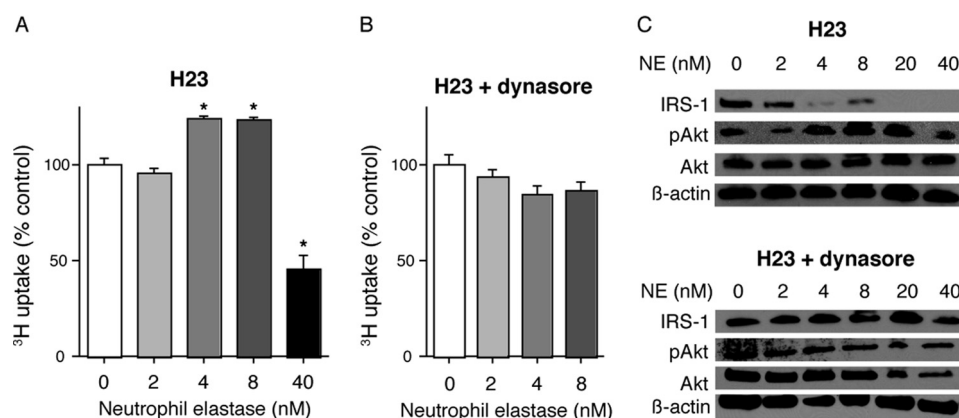 A
H23
³H uptake (% control)
100
50
0
* * *
0 2 4 8 40
Neutrophil elastase (nM)
B
H23 + dynasore
³H uptake (% control)
100
50
0
0 2 4 8
Neutrophil elastase (nM)
C
H23
NE (nM) 0 2 4 8 20 40
IRS-1
pAkt
Akt
ß-actin
H23 + dynasore
NE (nM) 0 2 4 8 20 40
IRS-1
pAkt
Akt
ß-actin